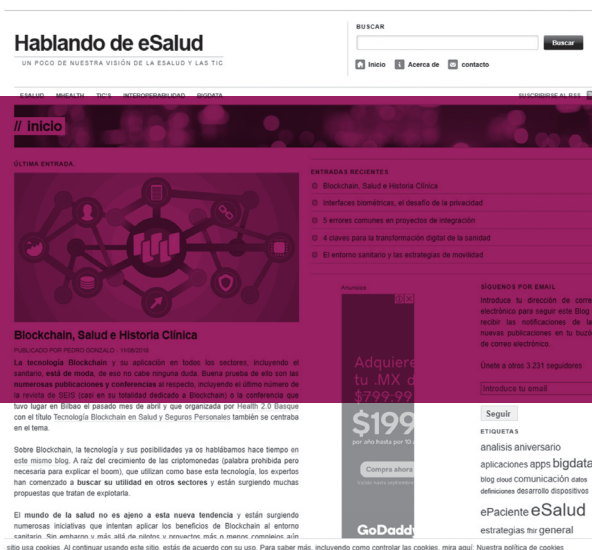 Hablando de eSalud
UN POCO DE NUESTRA VISIÓN DE LA ESALUD Y LAS TIC
BUSCAR
Buscar
Inicio
Acerca de
contacto
ESALUD MHEALTH TIC'S INTEROPERABILIDAD BIGDATA
SUSCRIBIRSE AL RSS
// Inicio
ÚLTIMA ENTRADA.
Blockchain, Salud e Historia Clínica
PUBLICADO POR PEDRO GONZALO
La tecnología Blockchain y su aplicación en todos los sectores, incluyendo el
sanitario, está de moda, de eso no cabe ninguna duda. Buena prueba de ello son las
numerosas publicaciones y conferencias al respecto, incluyendo el último número de
la revista de SEIS (casi en su totalidad dedicado a Blockchain) e la conferencia que
tuvo lugar en Bilbao el pasado mes de abril y que organizada por Health 2.0 Basque
con el título Tecnología Blockchain en Salud y Seguros Personales también se centraba
en el tema.
Sobre Blockchain, la tecnología y sus posibilidades ya os hablábamos hace tiempo en
este mismo blog. A raíz del crecimiento de las criptomonedas (palabra prohibida pero
necesaria para explicar el boom), que utilizan como base esta tecnología, los expertos
han comenzado a buscar su utilidad en otros sectores y están surgiendo muchas
propuestas que tratan de explotarla.
El mundo de la salud no es ajeno a esta nueva tendencia y están surgiendo
numerosas iniciativas que intentan aplicar los beneficios de Blockchain al entorno
sanitario. Sin embargo y más allá de pilotos y proyectos más o menos complejos aún
ENTRADAS RECIENTES
Blockchain, Salud e Historia Clínica
Interfaces biométricas, el desafío de la privacidad
5 errores comunes en proyectos de integración
4 claves para la transformación digital de la sanidad
El entorno sanitario y las estrategias de movilidad
Anuncios
Adquiere
tu .MX d
$799.99
$199
por año hasta por 10
Compra ahora
GoDadd
SÍGUENOS POR EMAIL
Introduce tu dirección de corre
electrónico para seguir este Blog
recibir las notificaciones de la
nuevas publicaciones en tu buzó
de correo electrónico.
Únete a otros 3.231 seguidores
Introduce tu email
Seguir
ETIQUETAS
analisis aniversario
aplicaciones apps bigdata
blog cloud comunicación datos
definiciones desarrollo dispositivos
ePaciente eSalud
estrategias fhir general
sitio usa cookies. Al continuar usando este sitio, estás de acuerdo con su uso. Para saber más, incluyendo como controlar las cookies, mira aquí: Nuestra política de cookies